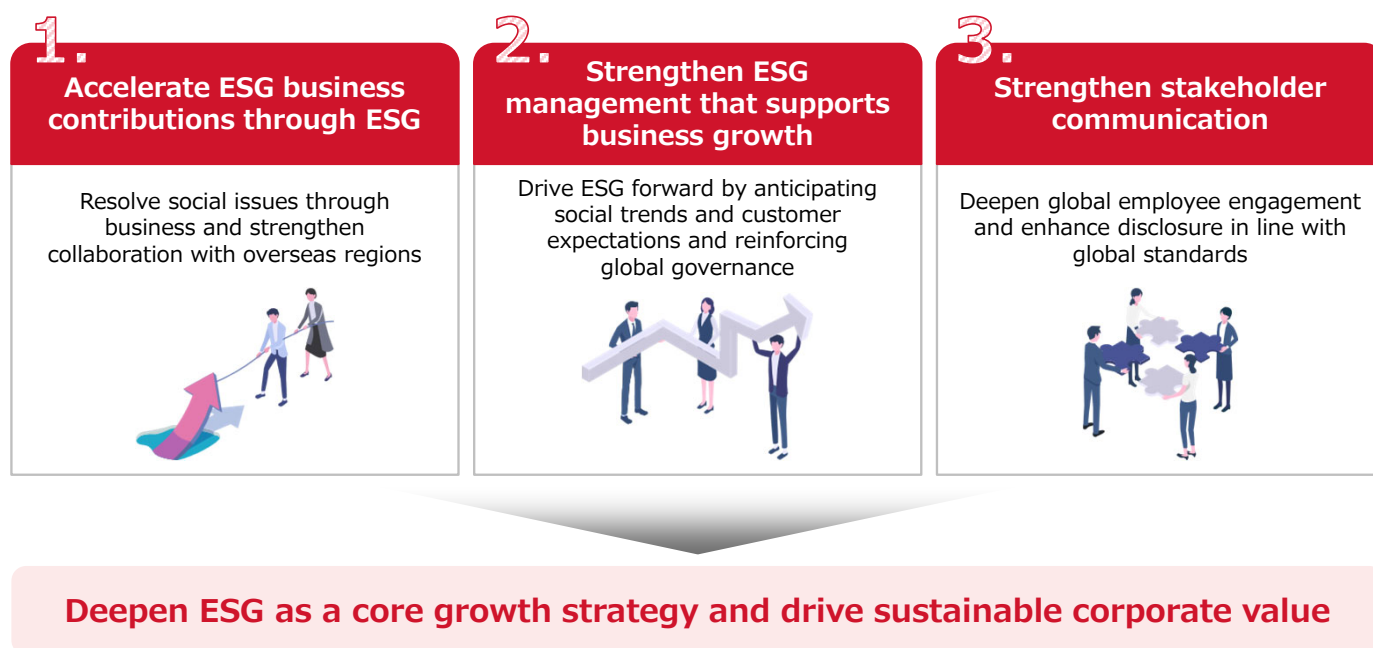 1.
Accelerate ESG business
contributions through ESG
Resolve social issues through
business and strengthen
collaboration with overseas regions
2.
Strengthen ESG
management that supports
business growth
Drive ESG forward by anticipating
social trends and customer
expectations and reinforcing
global governance
3.
Strengthen stakeholder
communication
Deepen global employee engagement
and enhance disclosure in line with
global standards
Deepen ESG as a core growth strategy and drive sustainable corporate value